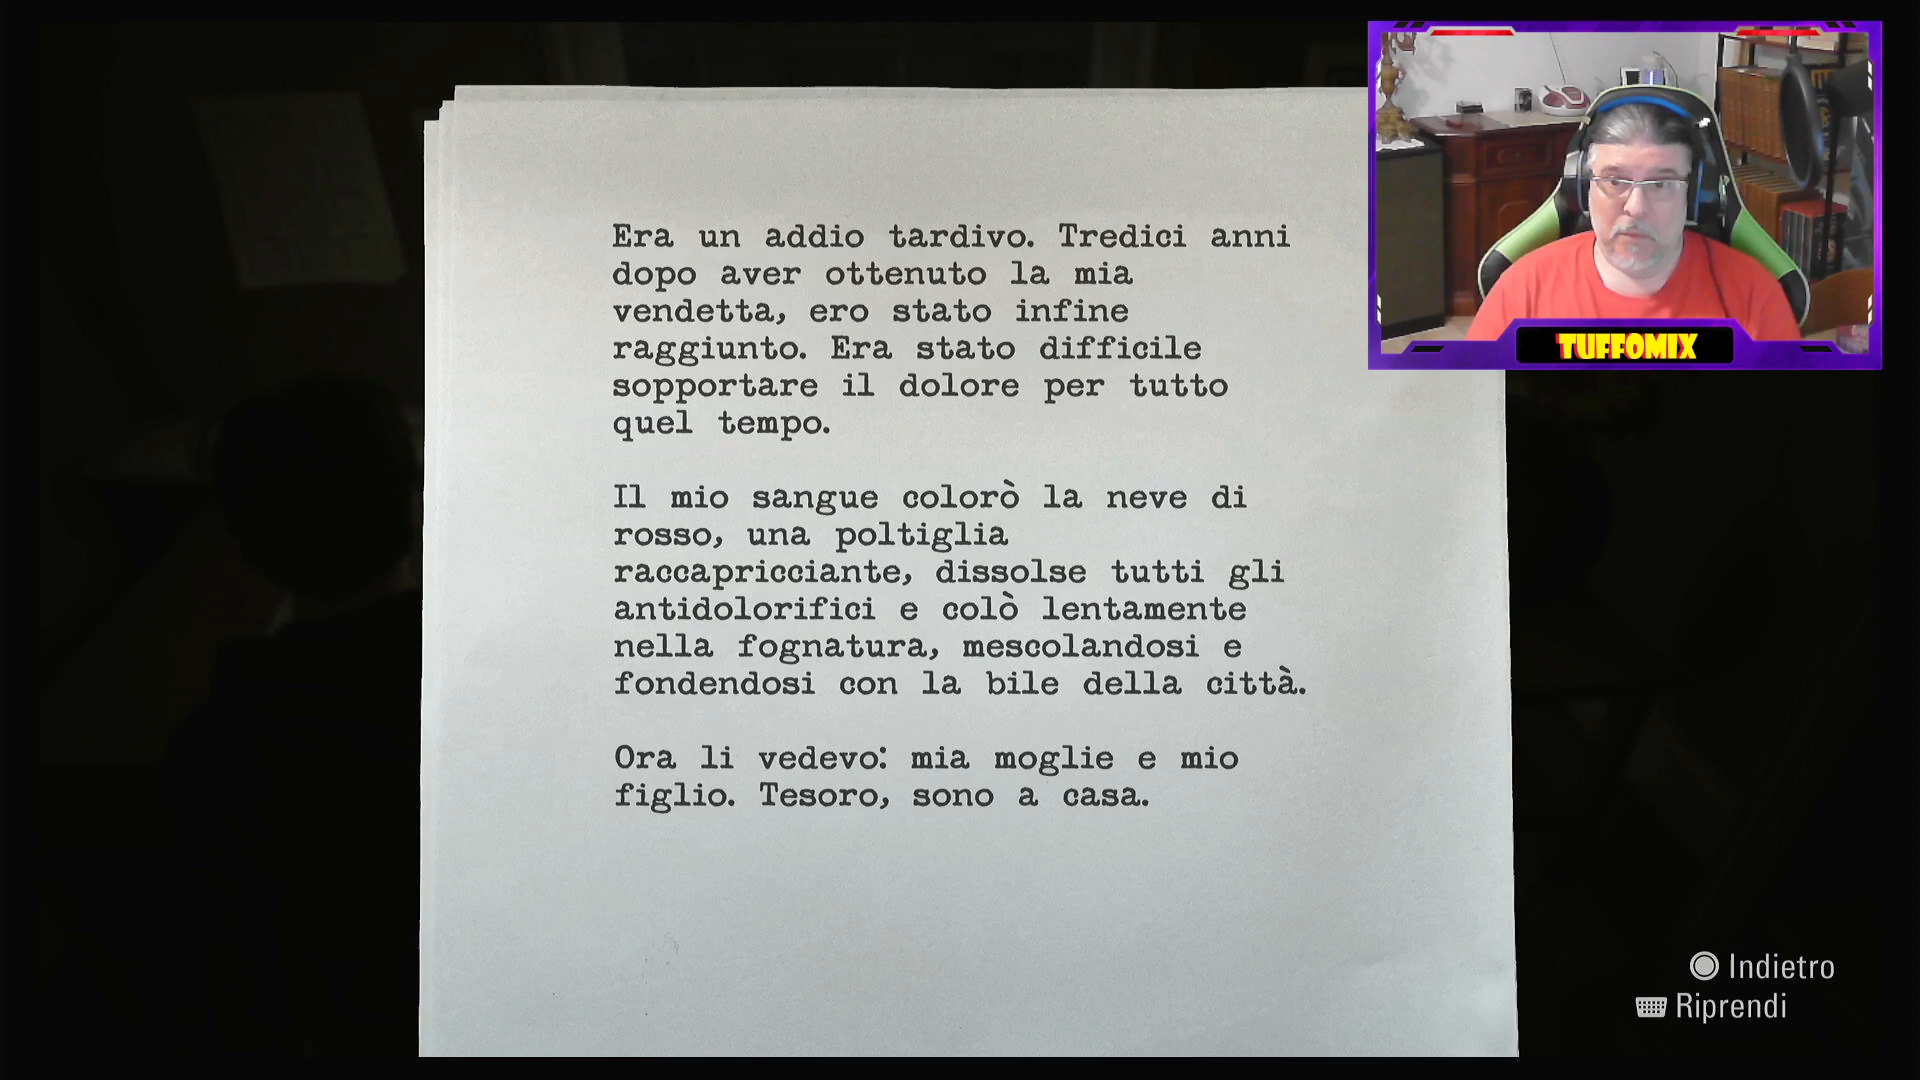 Era un addio tardivo. Tredici anni
dopo aver ottenuto la mia
vendetta, ero stato infine
raggiunto. Era stato difficile
sopportare il dolore per tutto
quel tempo.
Il mio sangue colorò la neve di
rosso, una poltiglia
raccapricciante, dissolse tutti gli
antidolorifici e colò lentamente
nella fognatura, mescolandosi e
fondendosi con la bile della città.
Ora li vedevo: mia moglie e mio
figlio. Tesoro, sono a casa.
TUFFOMIX
Indietro
Riprendi